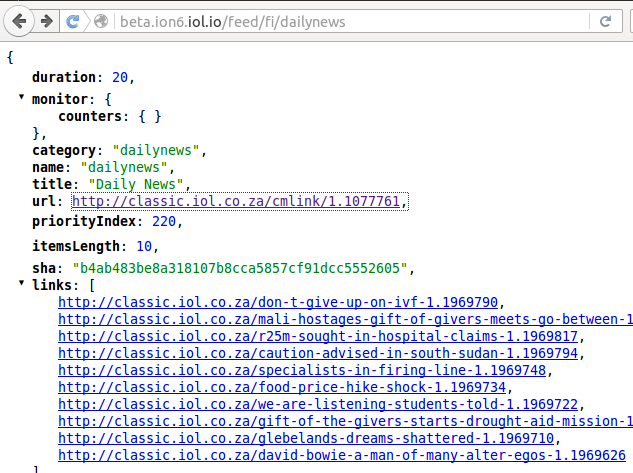 beta.ion6.iol.io/feed/fi/dailynews
{
duration: 20,
monitor: {
counters: { }
},
category: "dailynews",
name: "dailynews",
title: "Daily News",
url: http://classic.iol.co.za/cmlink/1.1077761,
priorityIndex: 220,
itemsLength: 10,
sha: "b4ab483be8a318107b8cca5857cf91dcc5552605",
links: [
http://classic.iol.co.za/don-t-give-up-on-ivf-1.1969790,
http://classic.iol.co.za/mali-hostages-gift-of-givers-meets-go-between-1
http://classic.iol.co.za/r25m-sought-in-hospital-claims-1.1969817,
http://classic.iol.co.za/caution-advised-in-south-sudan-1.1969794,
http://classic.iol.co.za/specialists-in-firing-line-1.1969748,
http://classic.iol.co.za/food-price-hike-shock-1.1969734,
http://classic.iol.co.za/we-are-listening-students-told-1.1969722,
http://classic.iol.co.za/gift-of-the-givers-starts-drought-aid-mission-1
http://classic.iol.co.za/glebelands-dreams-shattered-1.1969710,
http://classic.iol.co.za/david-bowie-a-man-of-many-alter-egos-1.1969626
]